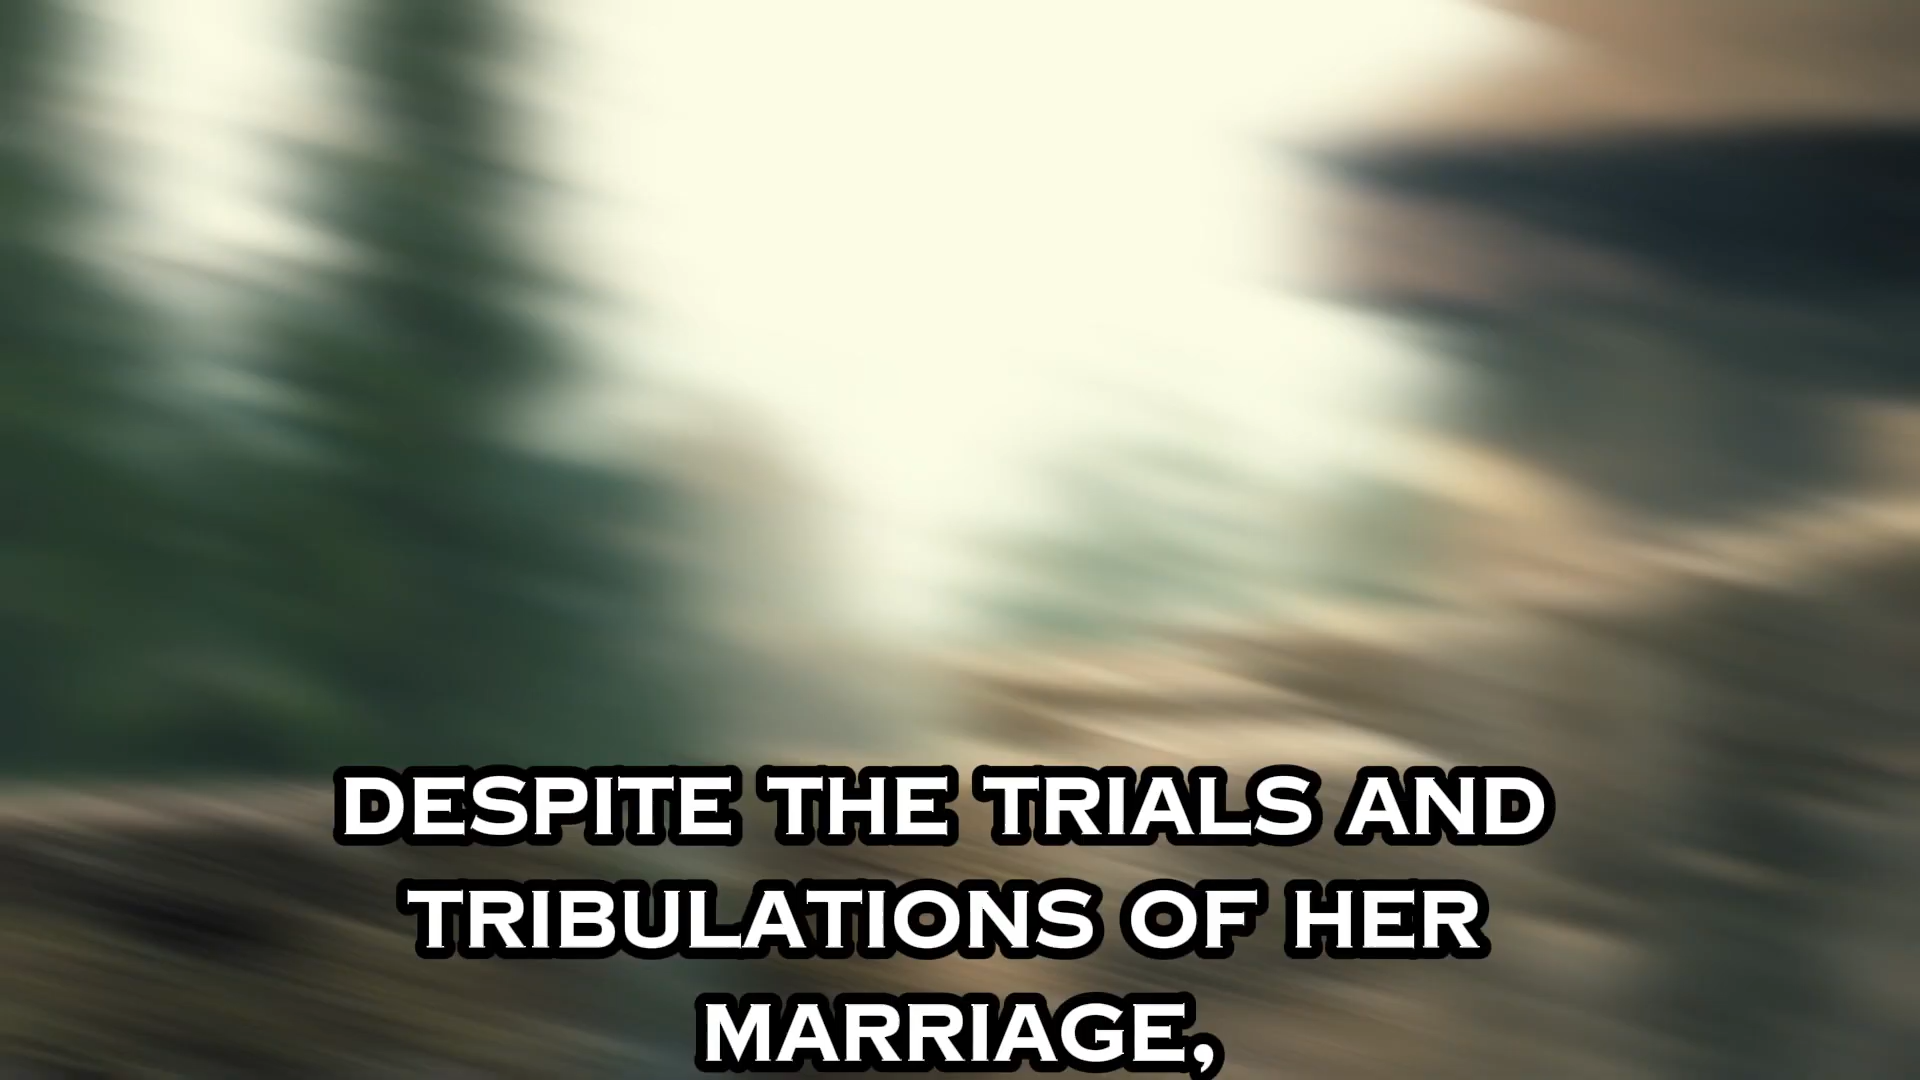 DESPITE THE TRIALS AND
TRIBULATIONS OF HER
MARRIAGE,